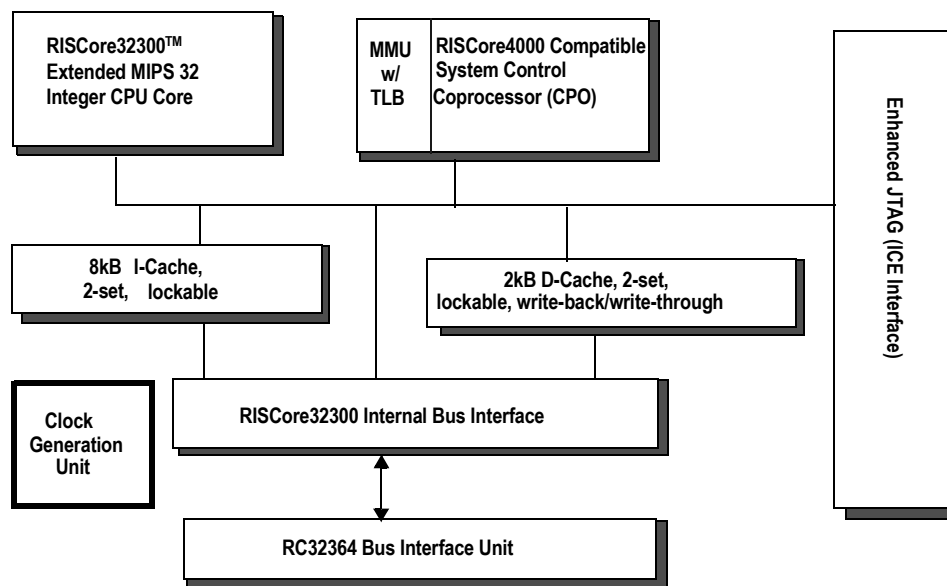 RISCore32300™
Extended MIPS 32
Integer CPU Core
MMU
w/
TLB
RISCore4000 Compatible
System Control
Coprocessor (CPO)
Enhanced JTAG (ICE Interface)
8kB I-Cache,
2-set, lockable
2kB D-Cache, 2-set,
lockable, write-back/write-through
Clock
Generation
Unit
RISCore32300 Internal Bus Interface
RC32364 Bus Interface Unit